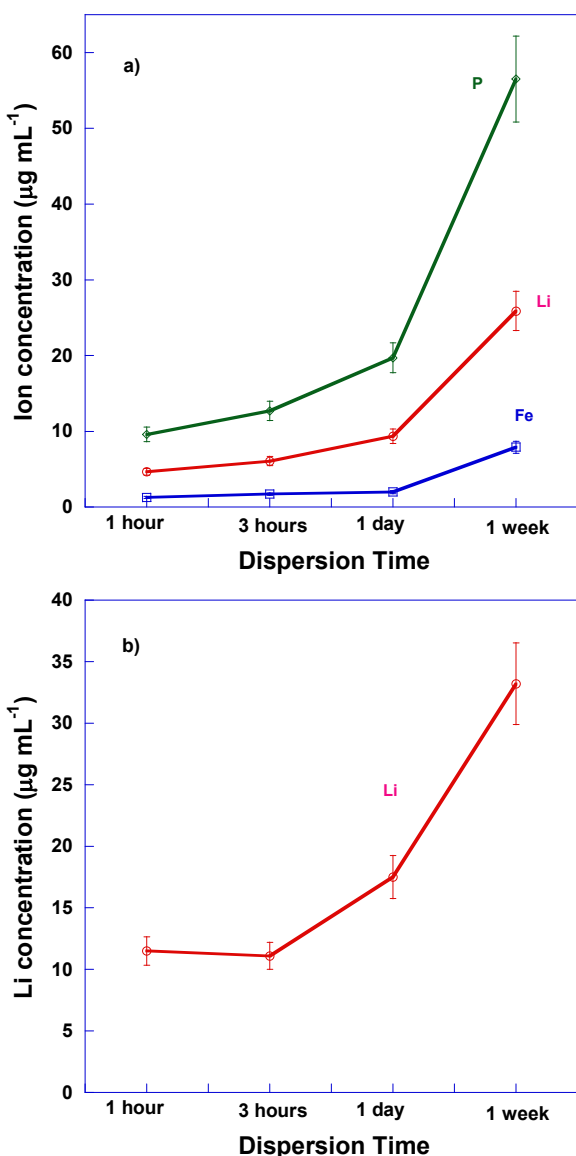 a)
P
Li
Fe
Ion concentration (μg mL-1)
60
50
40
30
20
10
0
1 hour 3 hours 1 day 1 week
Dispersion Time
b)
Li
Li concentration (μg mL-1)
40
35
30
25
20
15
10
5
0
1 hour 3 hours 1 day 1 week
Dispersion Time